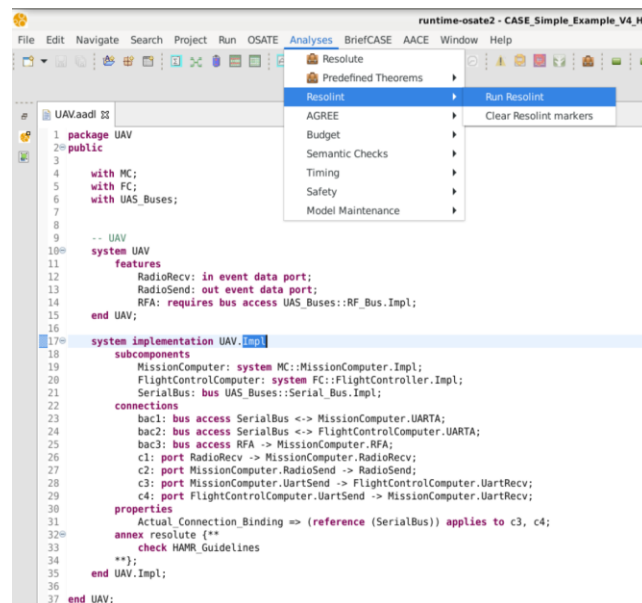 runtime-osate2 - CASE_Simple_Example_V4_H
File Edit Navigate Search Project Run OSATE Analyses BriefCASE AACE Window Help
Resolute
Predefined Theorems
Resolint
Run Resolint
AGREE
Clear Resolint markers
Budget
Semantic Checks
Timing
Safety
Model Maintenance
UAV.aadl
1 package UAV
2 public
3
4 with MC;
5 with FC;
6 with UAS_Buses;
7
8
9 -- UAV
10 system UAV
11 features
12 RadioRecv: in event data port;
13 RadioSend: out event data port;
14 RFA: requires bus access UAS_Buses::RF_Bus.Impl;
15 end UAV;
16
17 system implementation UAV.Impl
18 subcomponents
19 MissionComputer: system MC::MissionComputer.Impl;
20 FlightControlComputer: system FC::FlightController.Impl;
21 SerialBus: bus UAS_Buses::Serial_Bus.Impl;
22 connections
23 bac1: bus access SerialBus <-> MissionComputer.UARTA;
24 bac2: bus access SerialBus <-> FlightControlComputer.UARTA;
25 bac3: bus access RFA -> MissionComputer.RFA;
26 c1: port RadioRecv -> MissionComputer.RadioRecv;
27 c2: port MissionComputer.RadioSend -> RadioSend;
28 c3: port MissionComputer.UartSend -> FlightControlComputer.UartRecv;
29 c4: port FlightControlComputer.UartSend -> MissionComputer.UartRecv;
30 properties
31 Actual_Connection_Binding => (reference (SerialBus)) applies to c3, c4;
32 annex resolute {**
33 check HAMR_Guidelines
34 **};
35 end UAV.Impl;
36
37 end UAV;